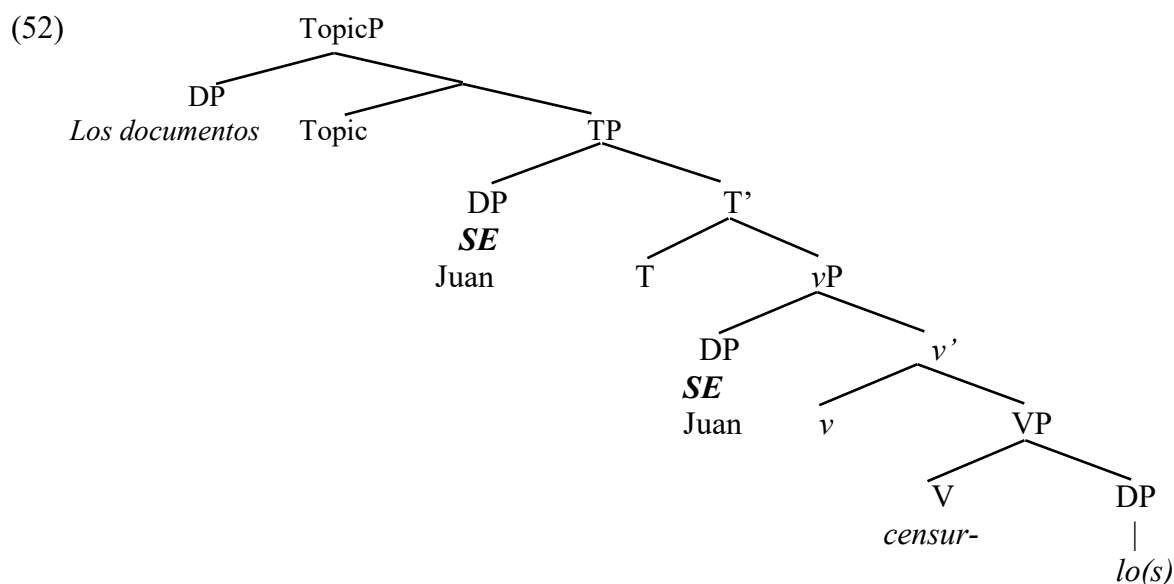 (52)
TopicP
DP
Los documentos Topic TP
DP T’
SE
Juan T vP
DP v’
SE
Juan v VP
V DP
censur-
lo(s)